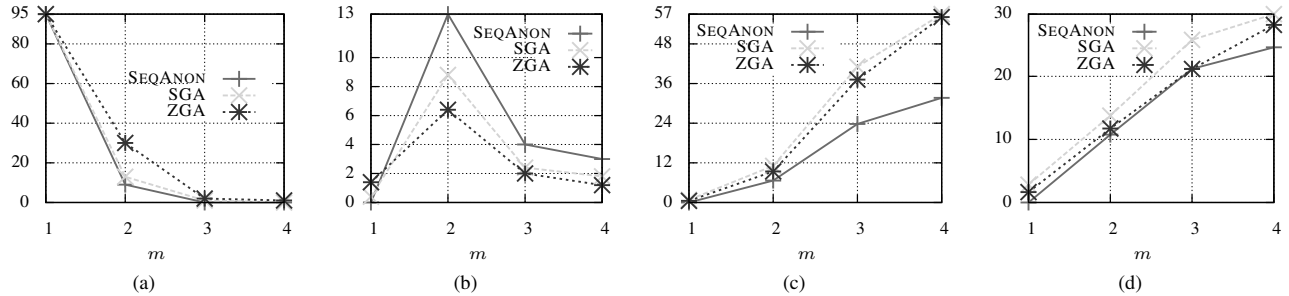 95
80
60
40
20
0
1 2 3 4
m
SEQANON
SGA
ZGA
(a)
13
10
8
6
4
2
0
1 2 3 4
m
SEQANON
SGA
ZGA
(b)
57
48
36
24
12
0
1 2 3 4
m
SEQANON
SGA
ZGA
(c)
30
20
10
0
1 2 3 4
m
SEQANON
SGA
ZGA
(d)